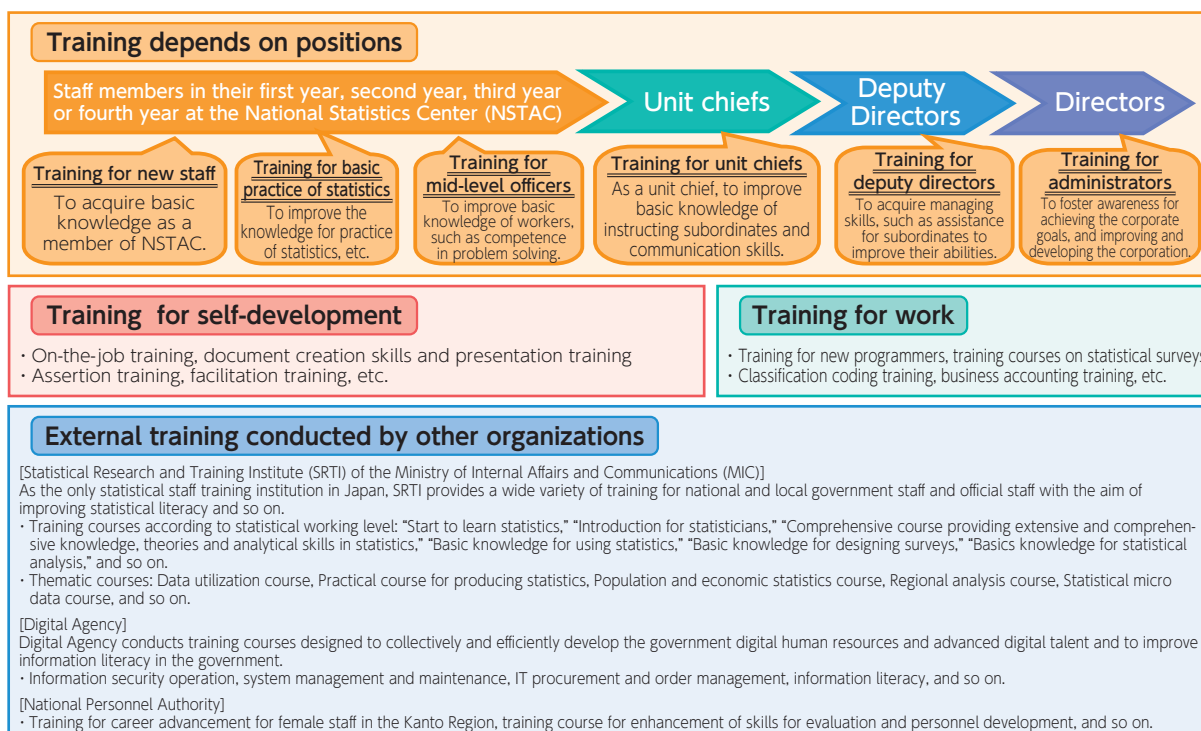 Training depends on positions
Staff members in their first year, second year, third year
or fourth year at the National Statistics Center (NSTAC)
Unit chiefs
Deputy
Directors
Directors
Training for new staff
To acquire basic
knowledge as a
member of NSTAC.
Training for basic
practice of statistics
To improve the
knowledge for practice
of statistics, etc.
Training for
mid-level officers
To improve basic
knowledge of workers,
such as competence
in problem solving.
Training for unit chiefs
As a unit chief, to improve
basic knowledge of
instructing subordinates and
communication skills.
Training for
deputy directors
To acquire managing
skills, such as assistance
for subordinates to
improve their abilities.
Training for
administrators
To foster awareness for
achieving the corporate
goals, and improving and
developing the corporation.
Training for self-development
・On-the-job training, document creation skills and presentation training
・Assertion training, facilitation training, etc.
Training for work
・Training for new programmers, training courses on statistical surveys
・Classification coding training, business accounting training, etc.
External training conducted by other organizations
[Statistical Research and Training Institute (SRTI) of the Ministry of Internal Affairs and Communications (MIC)]
As the only statistical staff training institution in Japan, SRTI provides a wide variety of training for national and local government staff and official staff with the aim of
improving statistical literacy and so on.
・Training courses according to statistical working level: “Start to learn statistics,” “Introduction for statisticians,” “Comprehensive course providing extensive and comprehen-
sive knowledge, theories and analytical skills in statistics,” “Basic knowledge for using statistics,” “Basic knowledge for designing surveys,” “Basics knowledge for statistical
analysis,” and so on.
・Thematic courses: Data utilization course, Practical course for producing statistics, Population and economic statistics course, Regional analysis course, Statistical micro
data course, and so on.
[Digital Agency]
Digital Agency conducts training courses designed to collectively and efficiently develop the government digital human resources and advanced digital talent and to improve
information literacy in the government.
・Information security operation, system management and maintenance, IT procurement and order management, information literacy, and so on.
[National Personnel Authority]
・Training for career advancement for female staff in the Kanto Region, training course for enhancement of skills for evaluation and personnel development, and so on.